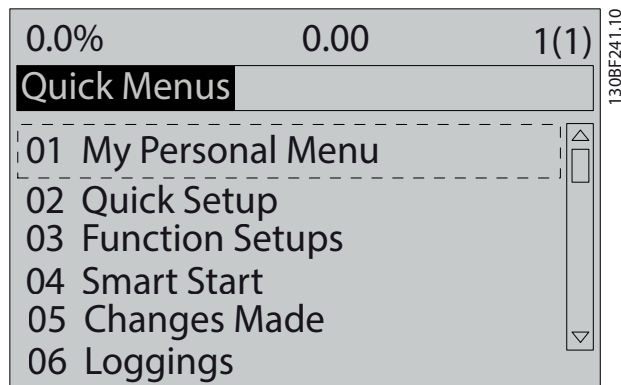 0.0% 0.00 1(1)
Quick Menus
01 My Personal Menu
02 Quick Setup
03 Function Setups
04 Smart Start
05 Changes Made
06 Loggings
130BF241.10